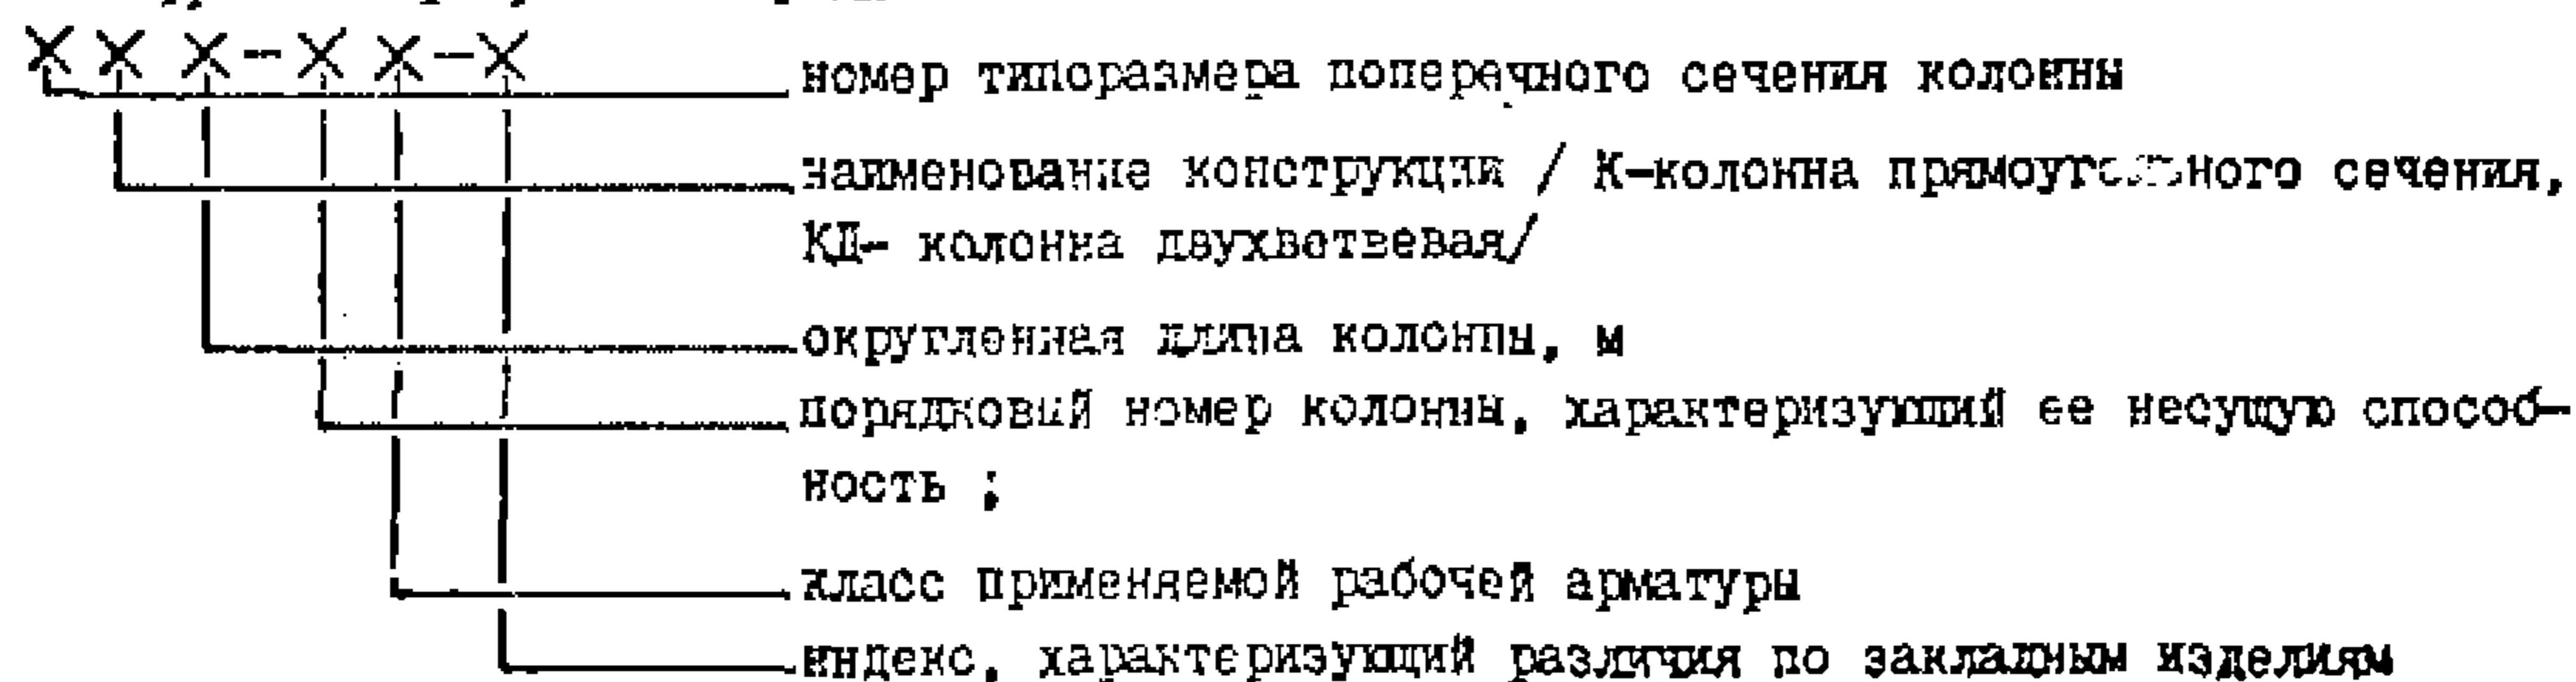 X X X-X X-X
номер типоразмера поперечного сечения колонны
наименование конструкции / К-колонна прямоугольного сечения,
КД- колонна двухветвевая/
округленная длина колонны, м
порядковый номер колонны, характеризующий ее несущую способ-
ность ;
класс применяемой рабочей арматуры
индекс, характеризующий различия по закладным изделиям